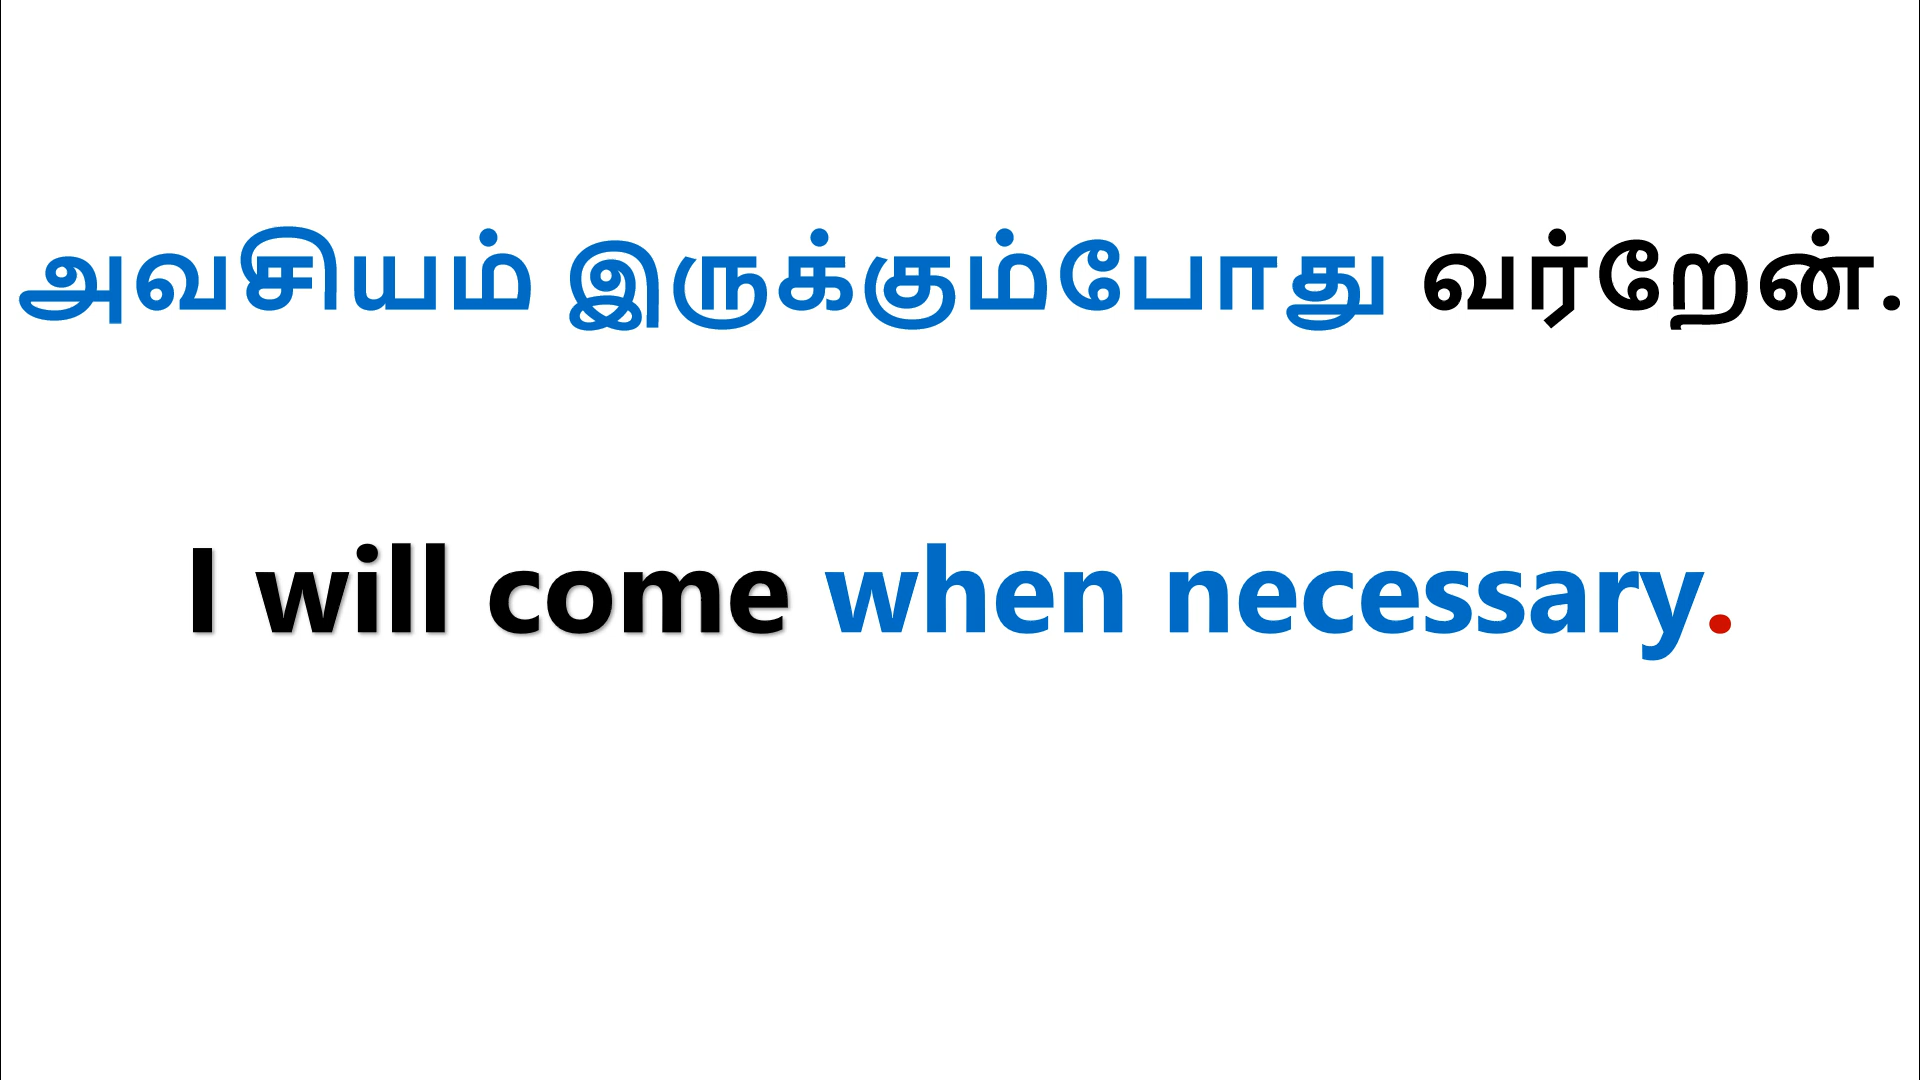 அவசியம் இருக்கும்போது வர்றேன்.
I will come when necessary.